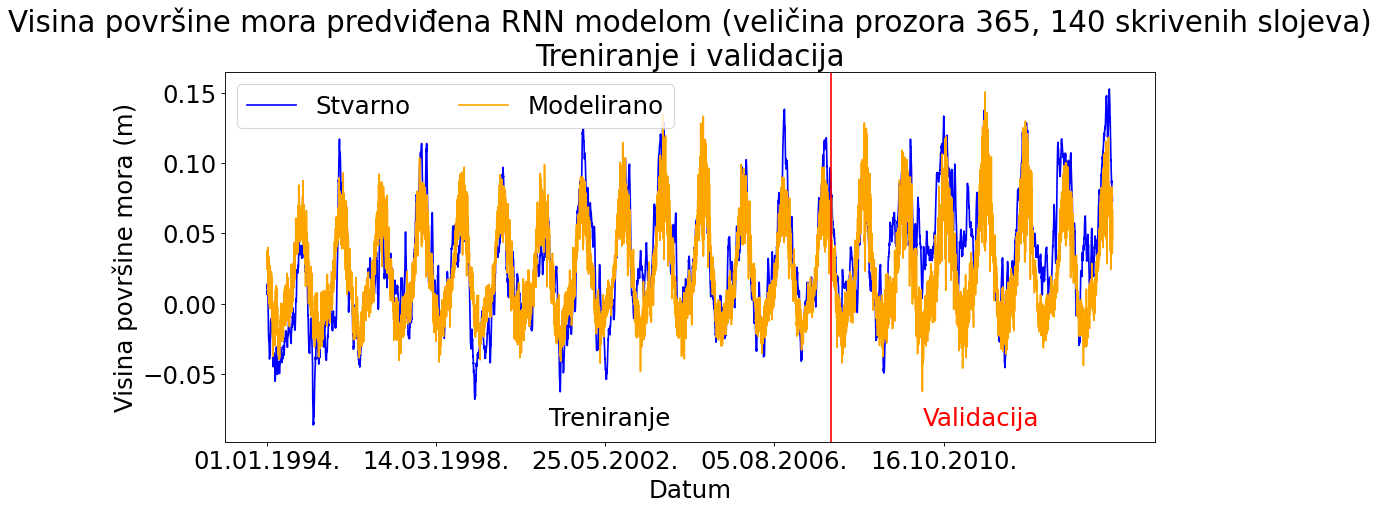 Visina površine mora predviđena RNN modelom (veličina prozora 365, 140 skrivenih slojeva)
Treniranje i validacija
Stvarno
Modelirano
Visina površine mora (m)
0.15
0.10
0.05
0.00
−0.05
Treniranje
Validacija
01.01.1994.
14.03.1998.
25.05.2002.
05.08.2006.
16.10.2010.
Datum